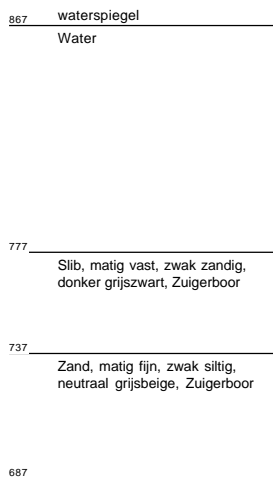 867 waterspiegel
Water
777
Slib, matig vast, zwak zandig,
donker grijszwart, Zuigerboor
737
Zand, matig fijn, zwak siltig,
neutraal grijsbeige, Zuigerboor
687